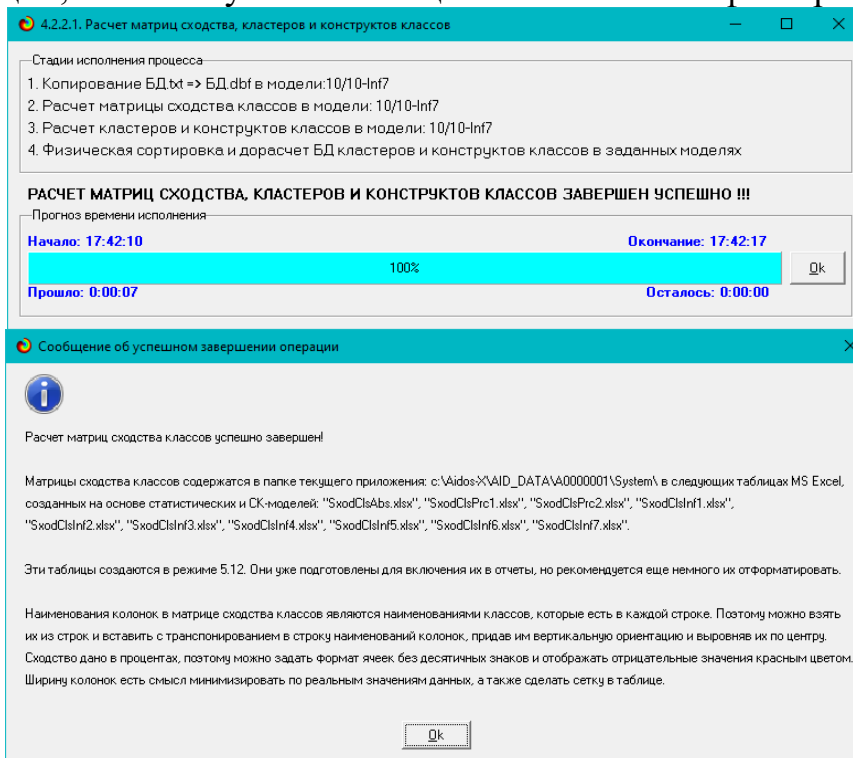 4.2.2.1. Расчет матриц сходства, кластеров и конструктов классов
Стадии исполнения процесса
1. Копирование БД.txt => БД.dbf в модели:10/10-Inf7
2. Расчет матрицы сходства классов в модели: 10/10-Inf7
3. Расчет кластеров и конструктов классов в модели: 10/10-Inf7
4. Физическая сортировка и дорасчет БД кластеров и конструктов классов в заданных моделях
РАСЧЕТ МАТРИЦ СХОДСТВА, КЛАСТЕРОВ И КОНСТРУКТОВ КЛАССОВ ЗАВЕРШЕН УСПЕШНО !!!
Прогноз времени исполнения
Начало: 17:42:10 Окончание: 17:42:17
100% Ok
Прошло: 0:00:07 Осталось: 0:00:00
Сообщение об успешном завершении операции
Расчет матриц сходства классов успешно завершен!
Матрицы сходства классов содержатся в папке текущего приложения: c:\Aidos-X\AID_DATA\A0000001\System\ в следующих таблицах MS Excel,
созданных на основе статистических и СК-моделей: "SxodClsAbs.xlsx", "SxodClsPrc1.xlsx", "SxodClsPrc2.xlsx", "SxodClsInf1.xlsx",
"SxodClsInf2.xlsx", "SxodClsInf3.xlsx", "SxodClsInf4.xlsx", "SxodClsInf5.xlsx", "SxodClsInf6.xlsx", "SxodClsInf7.xlsx".
Эти таблицы создаются в режиме 5.12. Они уже подготовлены для включения их в отчеты, но рекомендуется еще немного их отформатировать.
Наименования колонок в матрице сходства классов являются наименованиями классов, которые есть в каждой строке. Поэтому можно взять
их из строк и вставить с транспонированием в строку наименований колонок, придав им вертикальную ориентацию и выровняв их по центру.
Сходство дано в процентах, поэтому можно задать формат ячеек без десятичных знаков и отображать отрицательные значения красным цветом.
Ширину колонок есть смысл минимизировать по реальным значениям данных, а также сделать сетку в таблице.
Ok